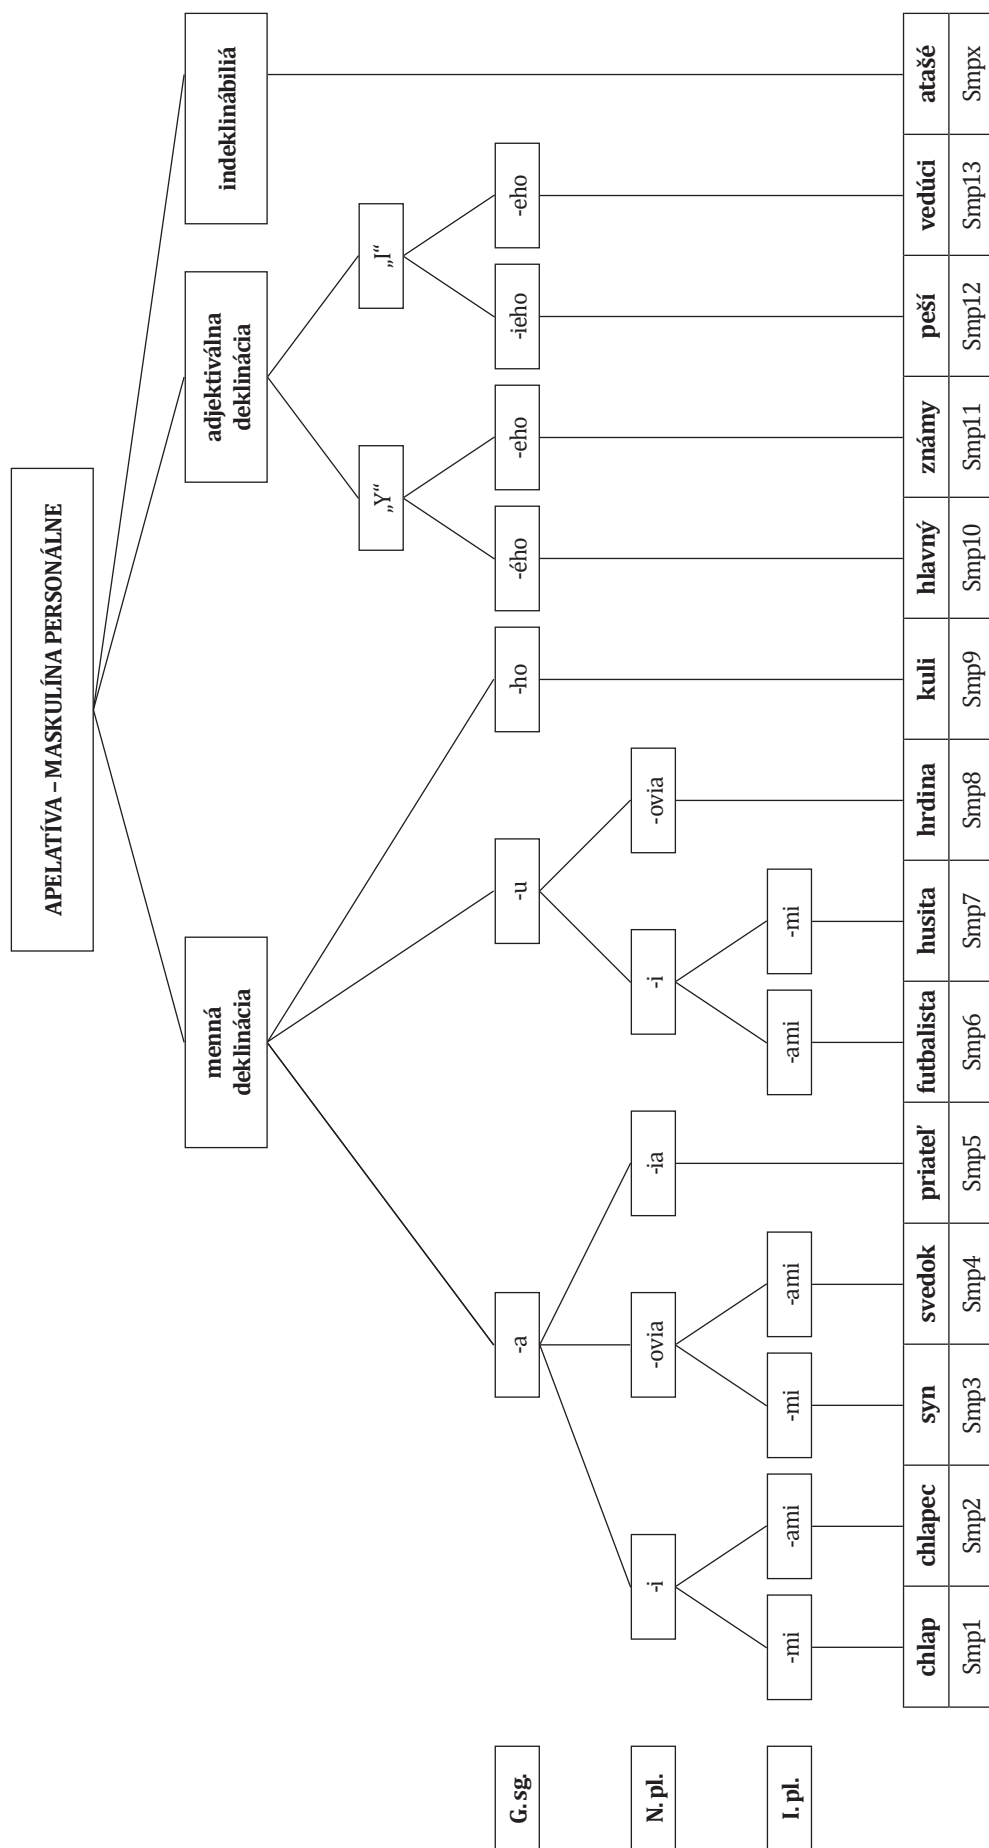 APELATÍVA – MASKULÍNA PERSONÁLNE
menná
deklinácia
adjektiválna
deklinácia
indeklinábiliá
„Y“
„I“
G. sg.
-a
-u
-ho
-ého
-eho
-ieho
-eho
N. pl.
-i
-ovia
-ia
-i
-ovia
I. pl.
-mi
-ami
-mi
-ami
-ami
-mi
chlap
chlapec
syn
svedok
priateľ
futbalista
husita
hrdina
kuli
hlavný
známy
peší
vedúci
atašé
Smp1
Smp2
Smp3
Smp4
Smp5
Smp6
Smp7
Smp8
Smp9
Smp10
Smp11
Smp12
Smp13
Smpx